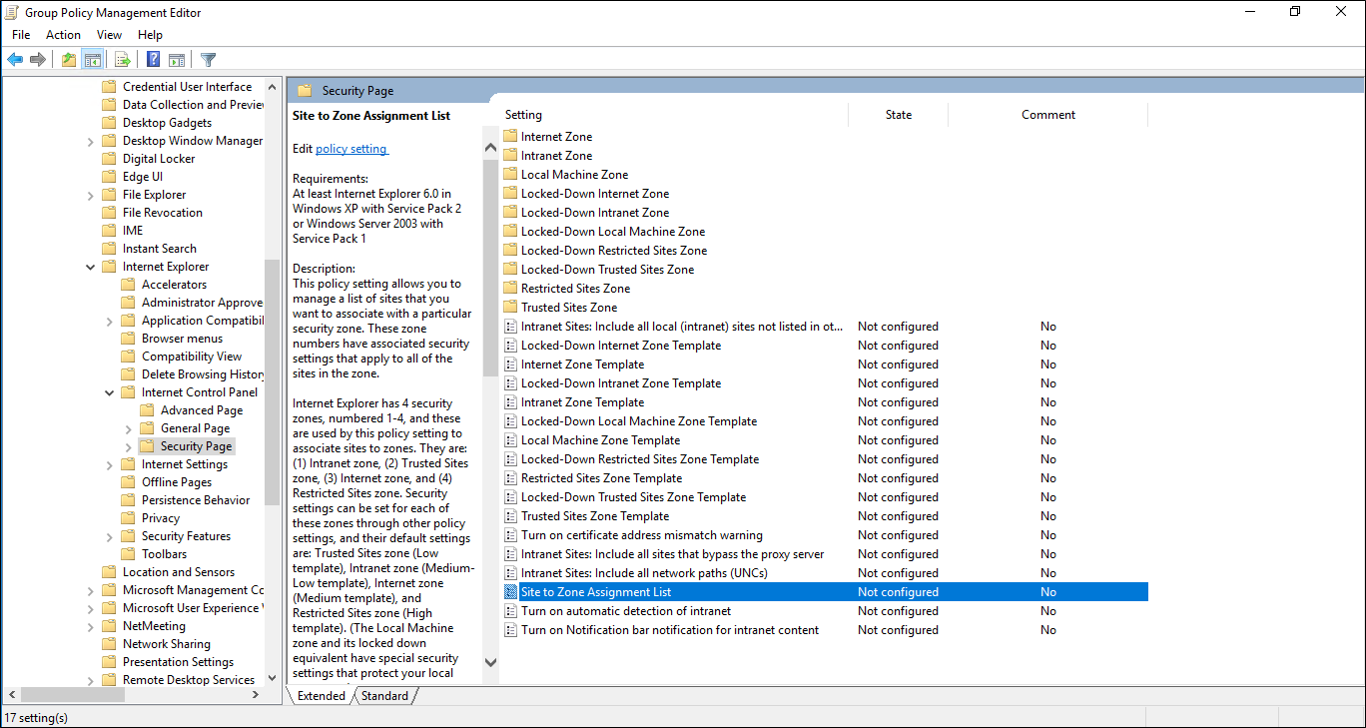 Group Policy Management Editor
File Action View Help
Credential User Interface
Data Collection and Previe
Desktop Gadgets
Desktop Window Manager
Digital Locker
Edge UI
File Explorer
File Revocation
IME
Instant Search
Internet Explorer
Accelerators
Administrator Approve
Application Compatibil
Browser menus
Compatibility View
Delete Browsing History
Internet Control Panel
Advanced Page
General Page
Security Page
Internet Settings
Offline Pages
Persistence Behavior
Privacy
Security Features
Toolbars
Location and Sensors
Microsoft Management Co
Microsoft User Experience
NetMeeting
Network Sharing
Presentation Settings
Remote Desktop Services
Security Page
Site to Zone Assignment List
Edit policy setting
Requirements:
At least Internet Explorer 6.0 in
Windows XP with Service Pack 2
or Windows Server 2003 with
Service Pack 1
Description:
This policy setting allows you to
manage a list of sites that you
want to associate with a particular
security zone. These zone
numbers have associated security
settings that apply to all of the
sites in the zone.
Internet Explorer has 4 security
zones, numbered 1-4, and these
are used by this policy setting to
associate sites to zones. They are:
(1) Intranet zone, (2) Trusted Sites
zone, (3) Internet zone, and (4)
Restricted Sites zone. Security
settings can be set for each of
these zones through other policy
settings, and their default settings
are: Trusted Sites zone (Low
template), Intranet zone (Medium-
Low template), Internet zone
(Medium template), and
Restricted Sites zone (High
template). (The Local Machine
zone and its locked down
equivalent have special security
settings that protect your local
Setting State Comment
Internet Zone
Intranet Zone
Local Machine Zone
Locked-Down Internet Zone
Locked-Down Intranet Zone
Locked-Down Local Machine Zone
Locked-Down Restricted Sites Zone
Locked-Down Trusted Sites Zone
Restricted Sites Zone
Trusted Sites Zone
Intranet Sites: Include all local (intranet) sites not listed in ot... Not configured No
Locked-Down Internet Zone Template Not configured No
Internet Zone Template Not configured No
Locked-Down Intranet Zone Template Not configured No
Intranet Zone Template Not configured No
Locked-Down Local Machine Zone Template Not configured No
Local Machine Zone Template Not configured No
Locked-Down Restricted Sites Zone Template Not configured No
Restricted Sites Zone Template Not configured No
Locked-Down Trusted Sites Zone Template Not configured No
Trusted Sites Zone Template Not configured No
Turn on certificate address mismatch warning Not configured No
Intranet Sites: Include all sites that bypass the proxy server Not configured No
Intranet Sites: Include all network paths (UNCs) Not configured No
Site to Zone Assignment List Not configured No
Turn on automatic detection of intranet Not configured No
Turn on Notification bar notification for intranet content Not configured No
Extended Standard
17 setting(s)